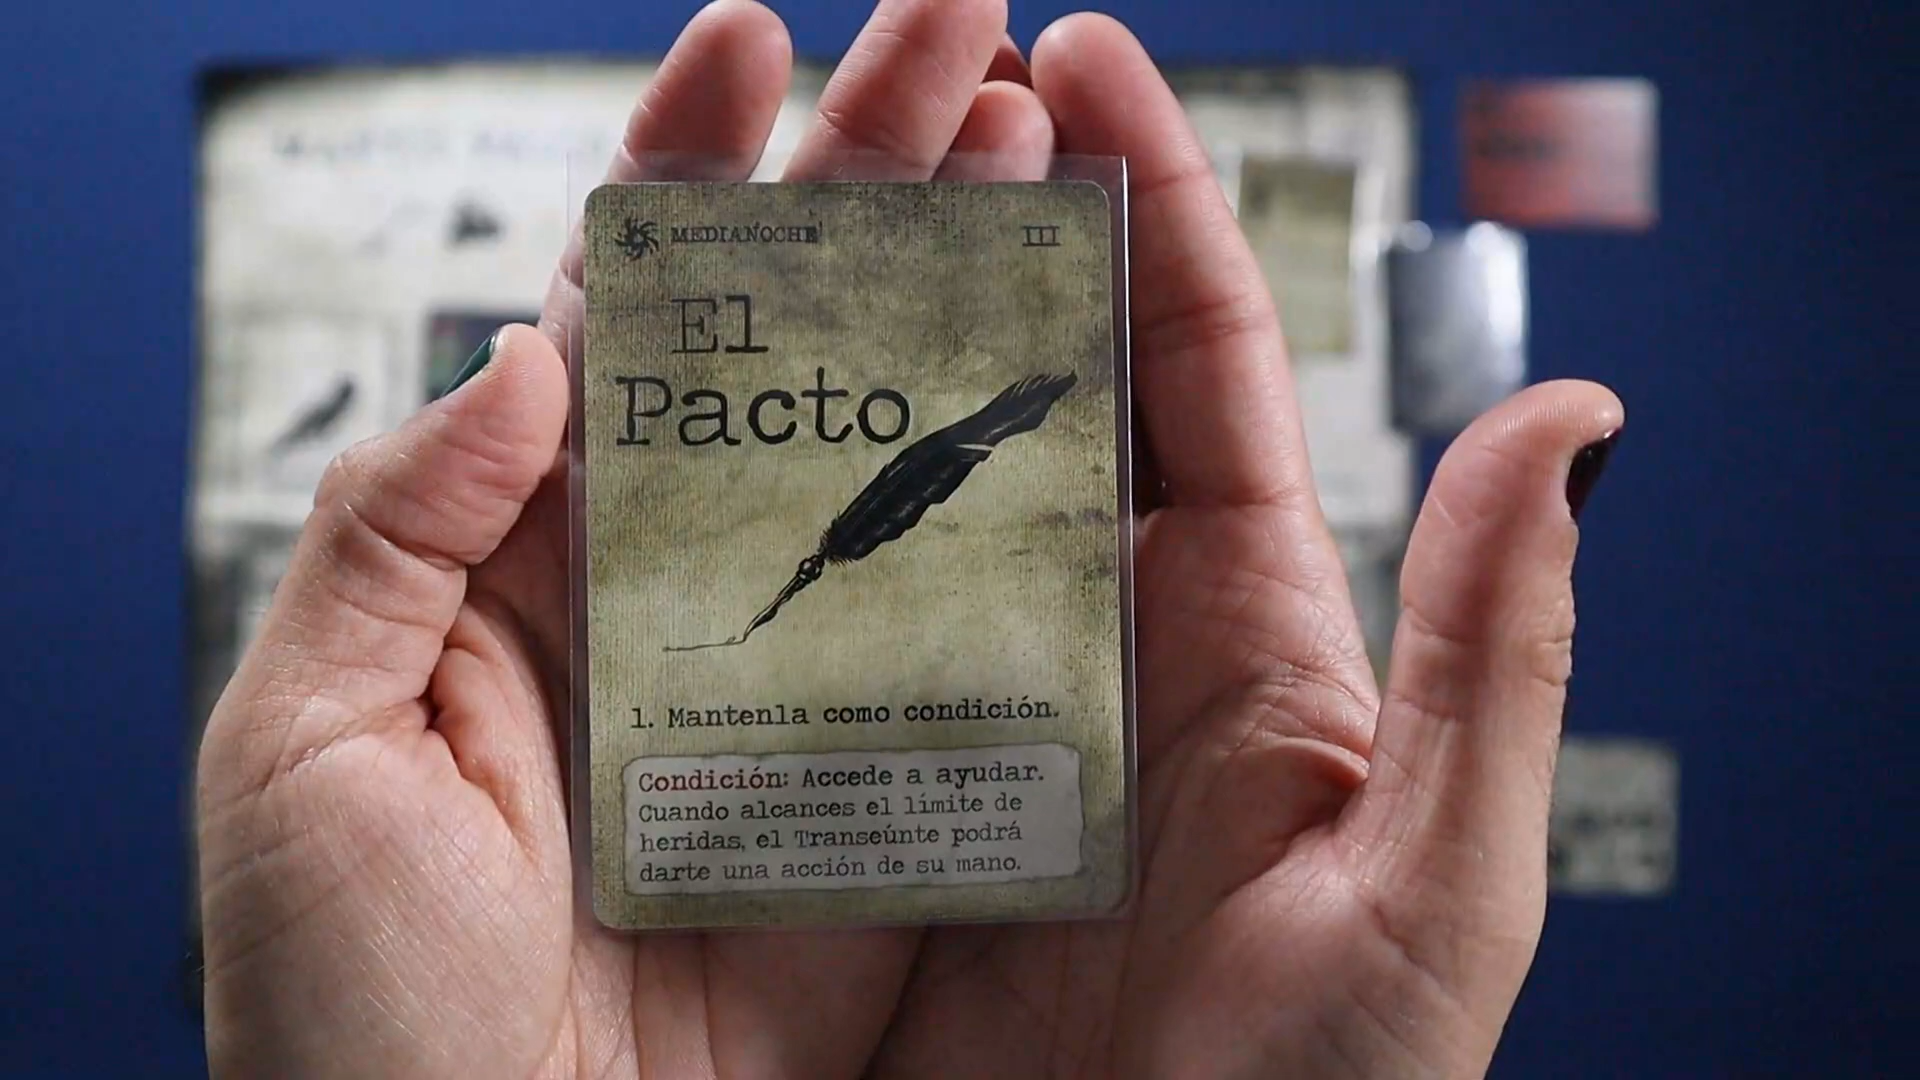 MEDIANOCHE III
El
Pacto
1. Mantenla como condición.
Condición: Accede a ayudar.
Cuando alcances el límite de
heridas, el Transeúnte podrá
darte una acción de su mano.